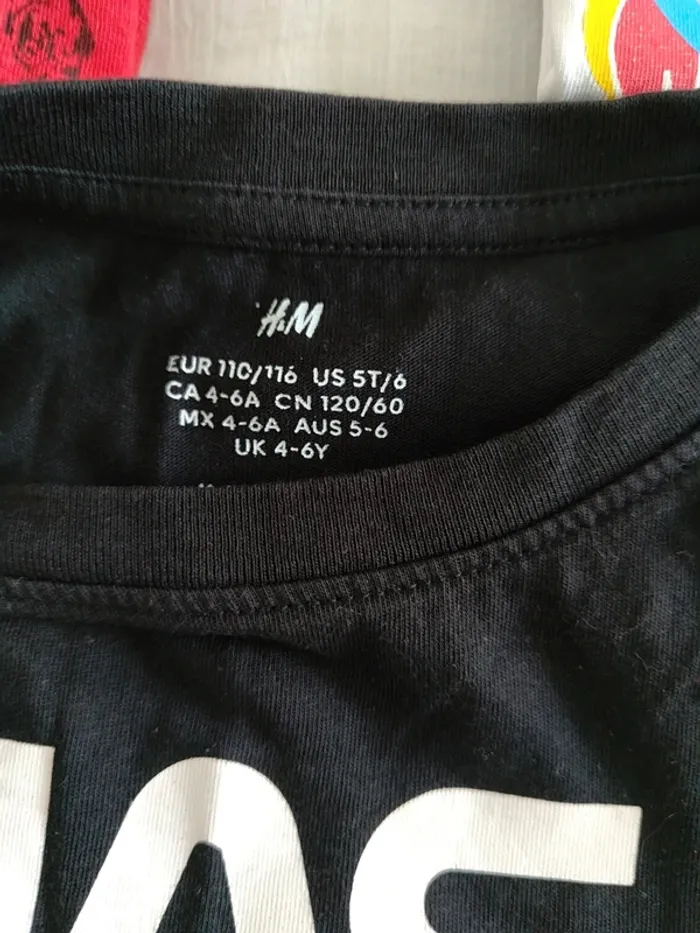 H&M
EUR 110/116 US 5T/6
CA 4-6A CN 120/60
MX 4-6A AUS 5-6
UK 4-6Y